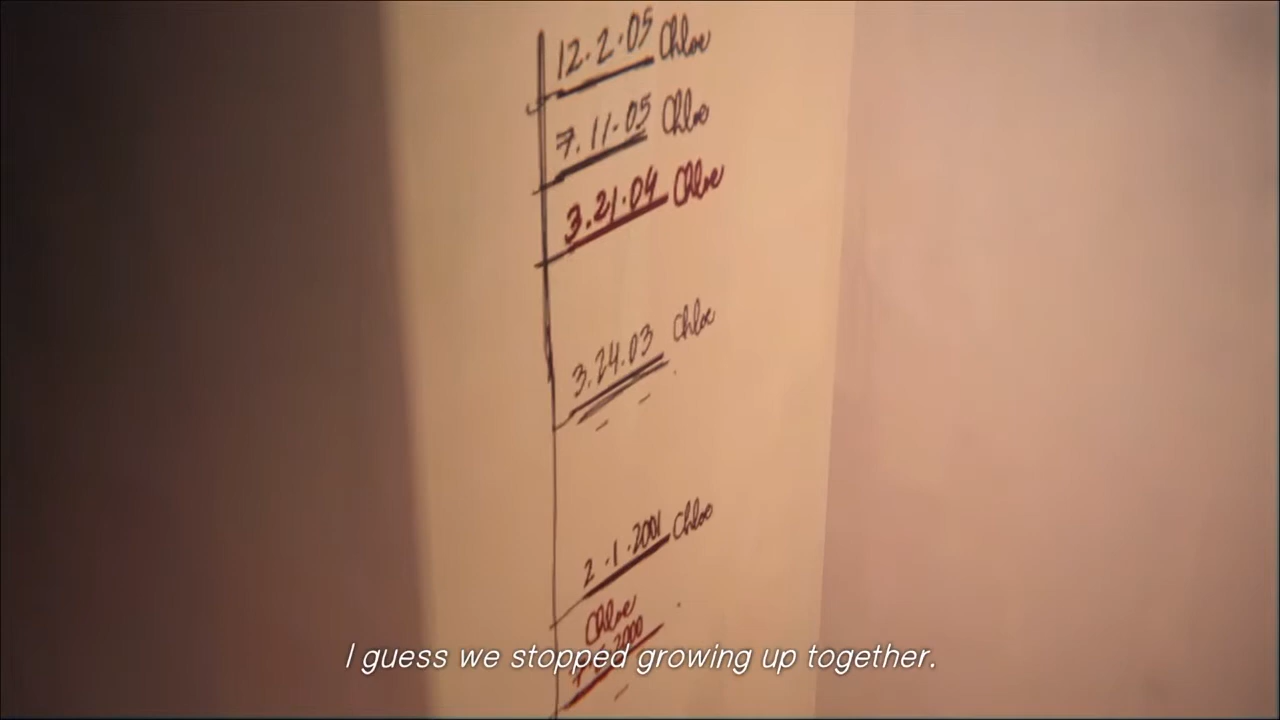 12.2.05 Chloe
7.11.05 Chloe
3.21.04 Chloe
3.24.03 Chloe
2.1.2001 Chloe
Chloe
2000
I guess we stopped growing up together.